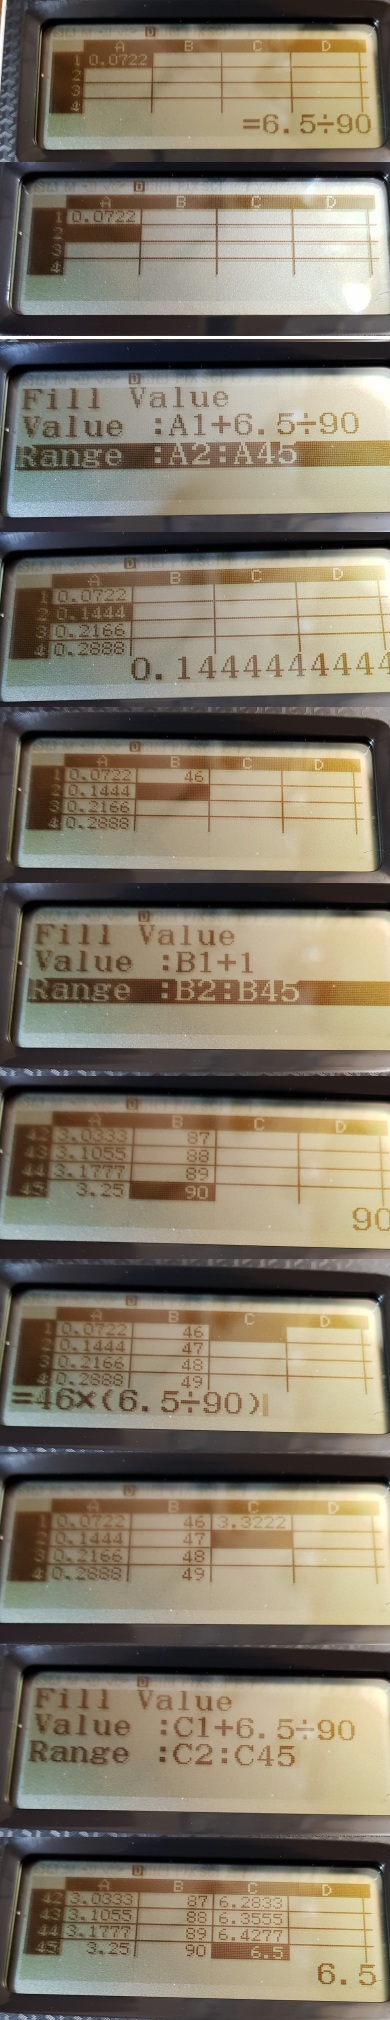 A B C D
1 0.0722
2
3
4
=6.5÷90
A B C D
1 0.0722
2
3
4
Fill Value
Value :A1+6.5÷90
Range :A2:A45
A B C D
1 0.0722
2 0.1444
3 0.2166
4 0.2888
0.1444444444
A B C D
1 0.0722 46
2 0.1444
3 0.2166
4 0.2888
Fill Value
Value :B1+1
Range :B2:B45
A B C D
42 3.0333 87
43 3.1055 88
44 3.1777 89
45 3.25 90
90
A B C D
1 0.0722 46
2 0.1444 47
3 0.2166 48
4 0.2888 49
=46×(6.5÷90)
A B C D
1 0.0722 46 3.3222
2 0.1444 47
3 0.2166 48
4 0.2888 49
Fill Value
Value :C1+6.5÷90
Range :C2:C45
A B C D
42 3.0333 87 6.2833
43 3.1055 88 6.3555
44 3.1777 89 6.4277
45 3.25 90 6.5
6.5